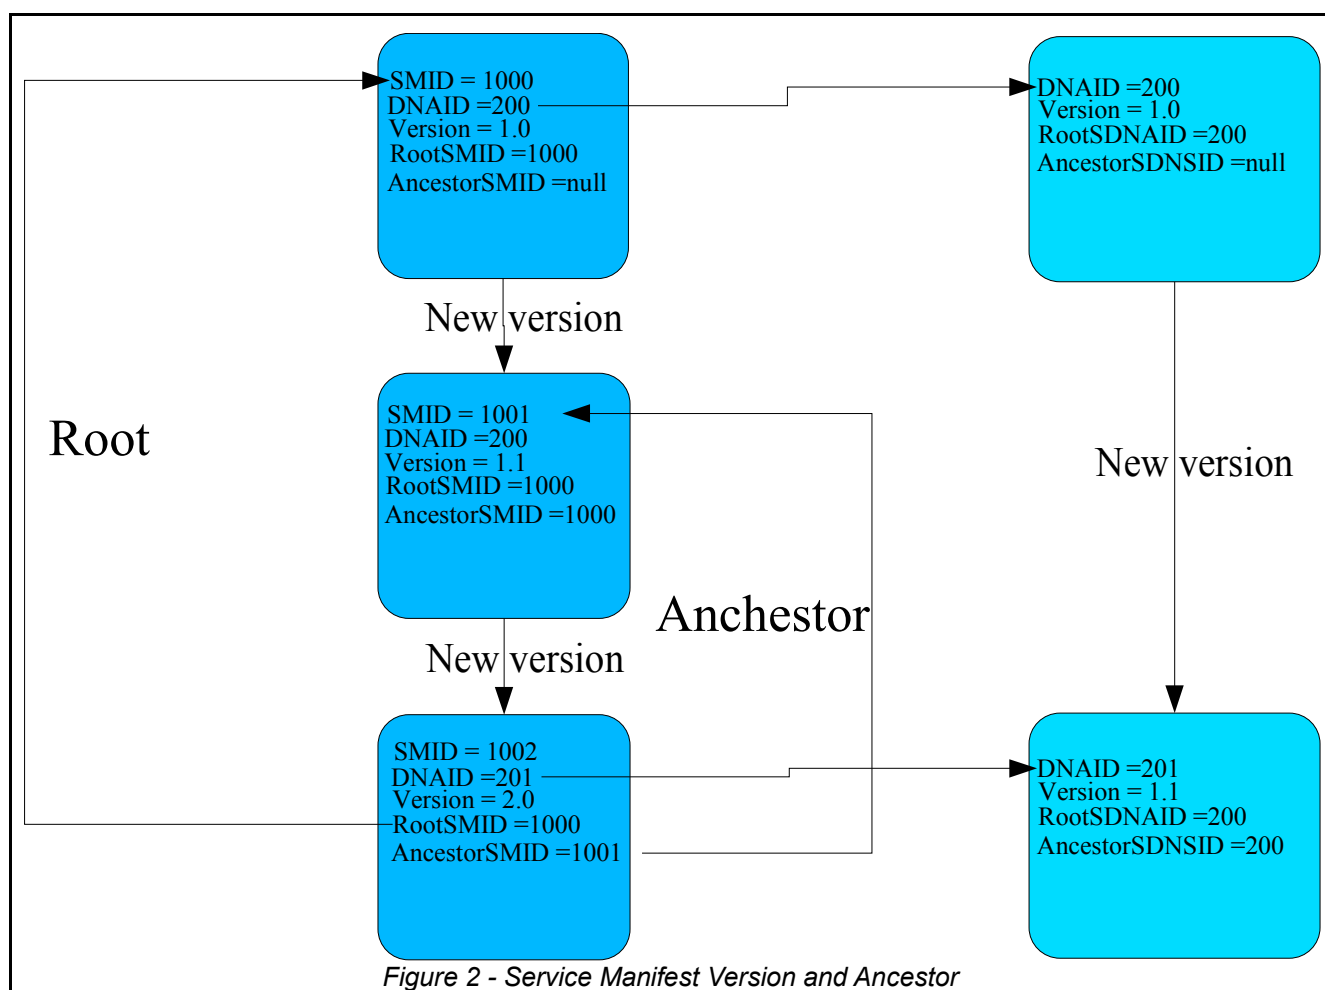 SMID = 1000
DNAID =200
Version = 1.0
RootSMID =1000
AncestorSMID =null
DNAID =200
Version = 1.0
RootSDNAID =200
AncestorSDNSID =null
New version
Root
SMID = 1001
DNAID =200
Version = 1.1
RootSMID =1000
AncestorSMID =1000
New version
Anchestor
New version
SMID = 1002
DNAID =201
Version = 2.0
RootSMID =1000
AncestorSMID =1001
DNAID =201
Version = 1.1
RootSDNAID =200
AncestorSDNSID =200
Figure 2 - Service Manifest Version and Ancestor